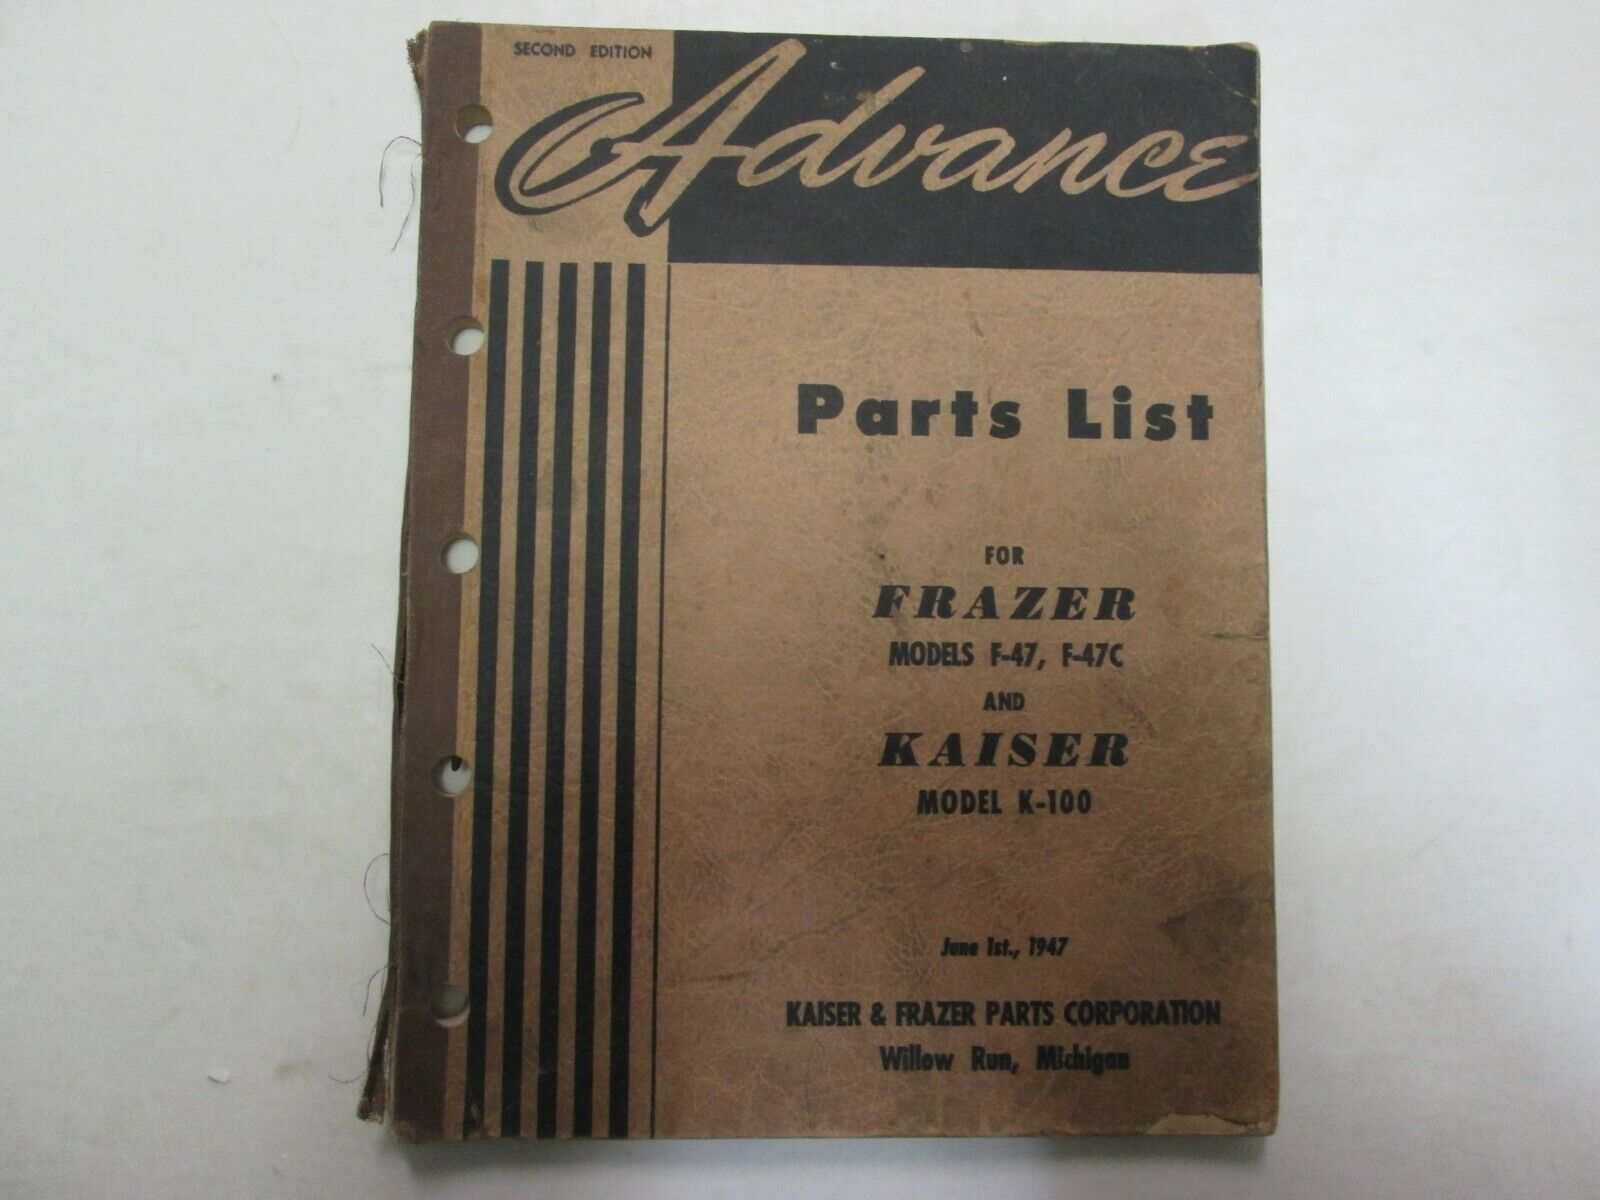 SECOND EDITION
Advance
Parts List
FOR
FRAZER
MODELS F-47, F-47C
AND
KAISER
MODEL K-100
June 1st., 1947
KAISER & FRAZER PARTS CORPORATION
Willow Run, Michigan